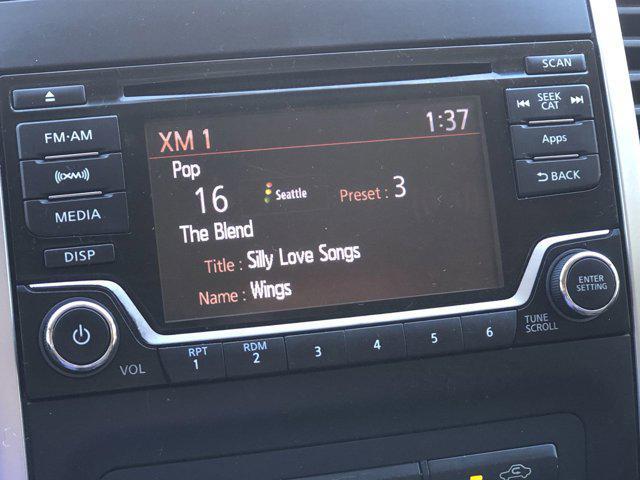 SCAN
SEEK
CAT
FM·AM
Apps
((XM))
BACK
MEDIA
DISP
XM 1
1:37
Pop
16
Seattle
Preset : 3
The Blend
Title : Silly Love Songs
Name : Wings
ENTER
SETTING
TUNE
SCROLL
VOL
RPT
1
RDM
2
3
4
5
6